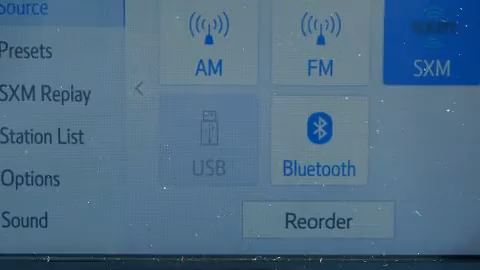 Source
Presets
SXM Replay
Station List
Options
Sound
AM
FM
SXM
USB
Bluetooth
Reorder